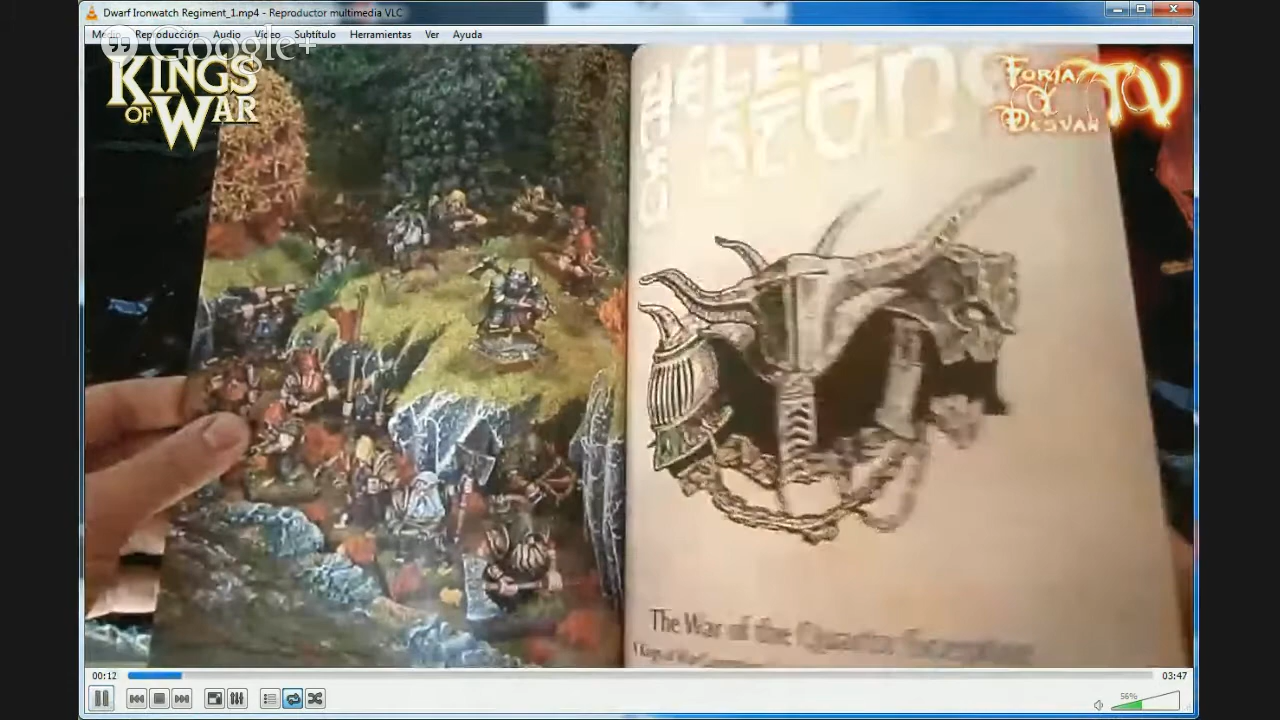 Dwarf Ironwatch Regiment_1.mp4 - Reproductor multimedia VLC
Medio Reproducción Audio Vídeo Subtítulo Herramientas Ver Ayuda
Google+
KINGS
OF
WAR
FORJA
Y
DESVAN
TV
The War of the
00:12
03:47
56%